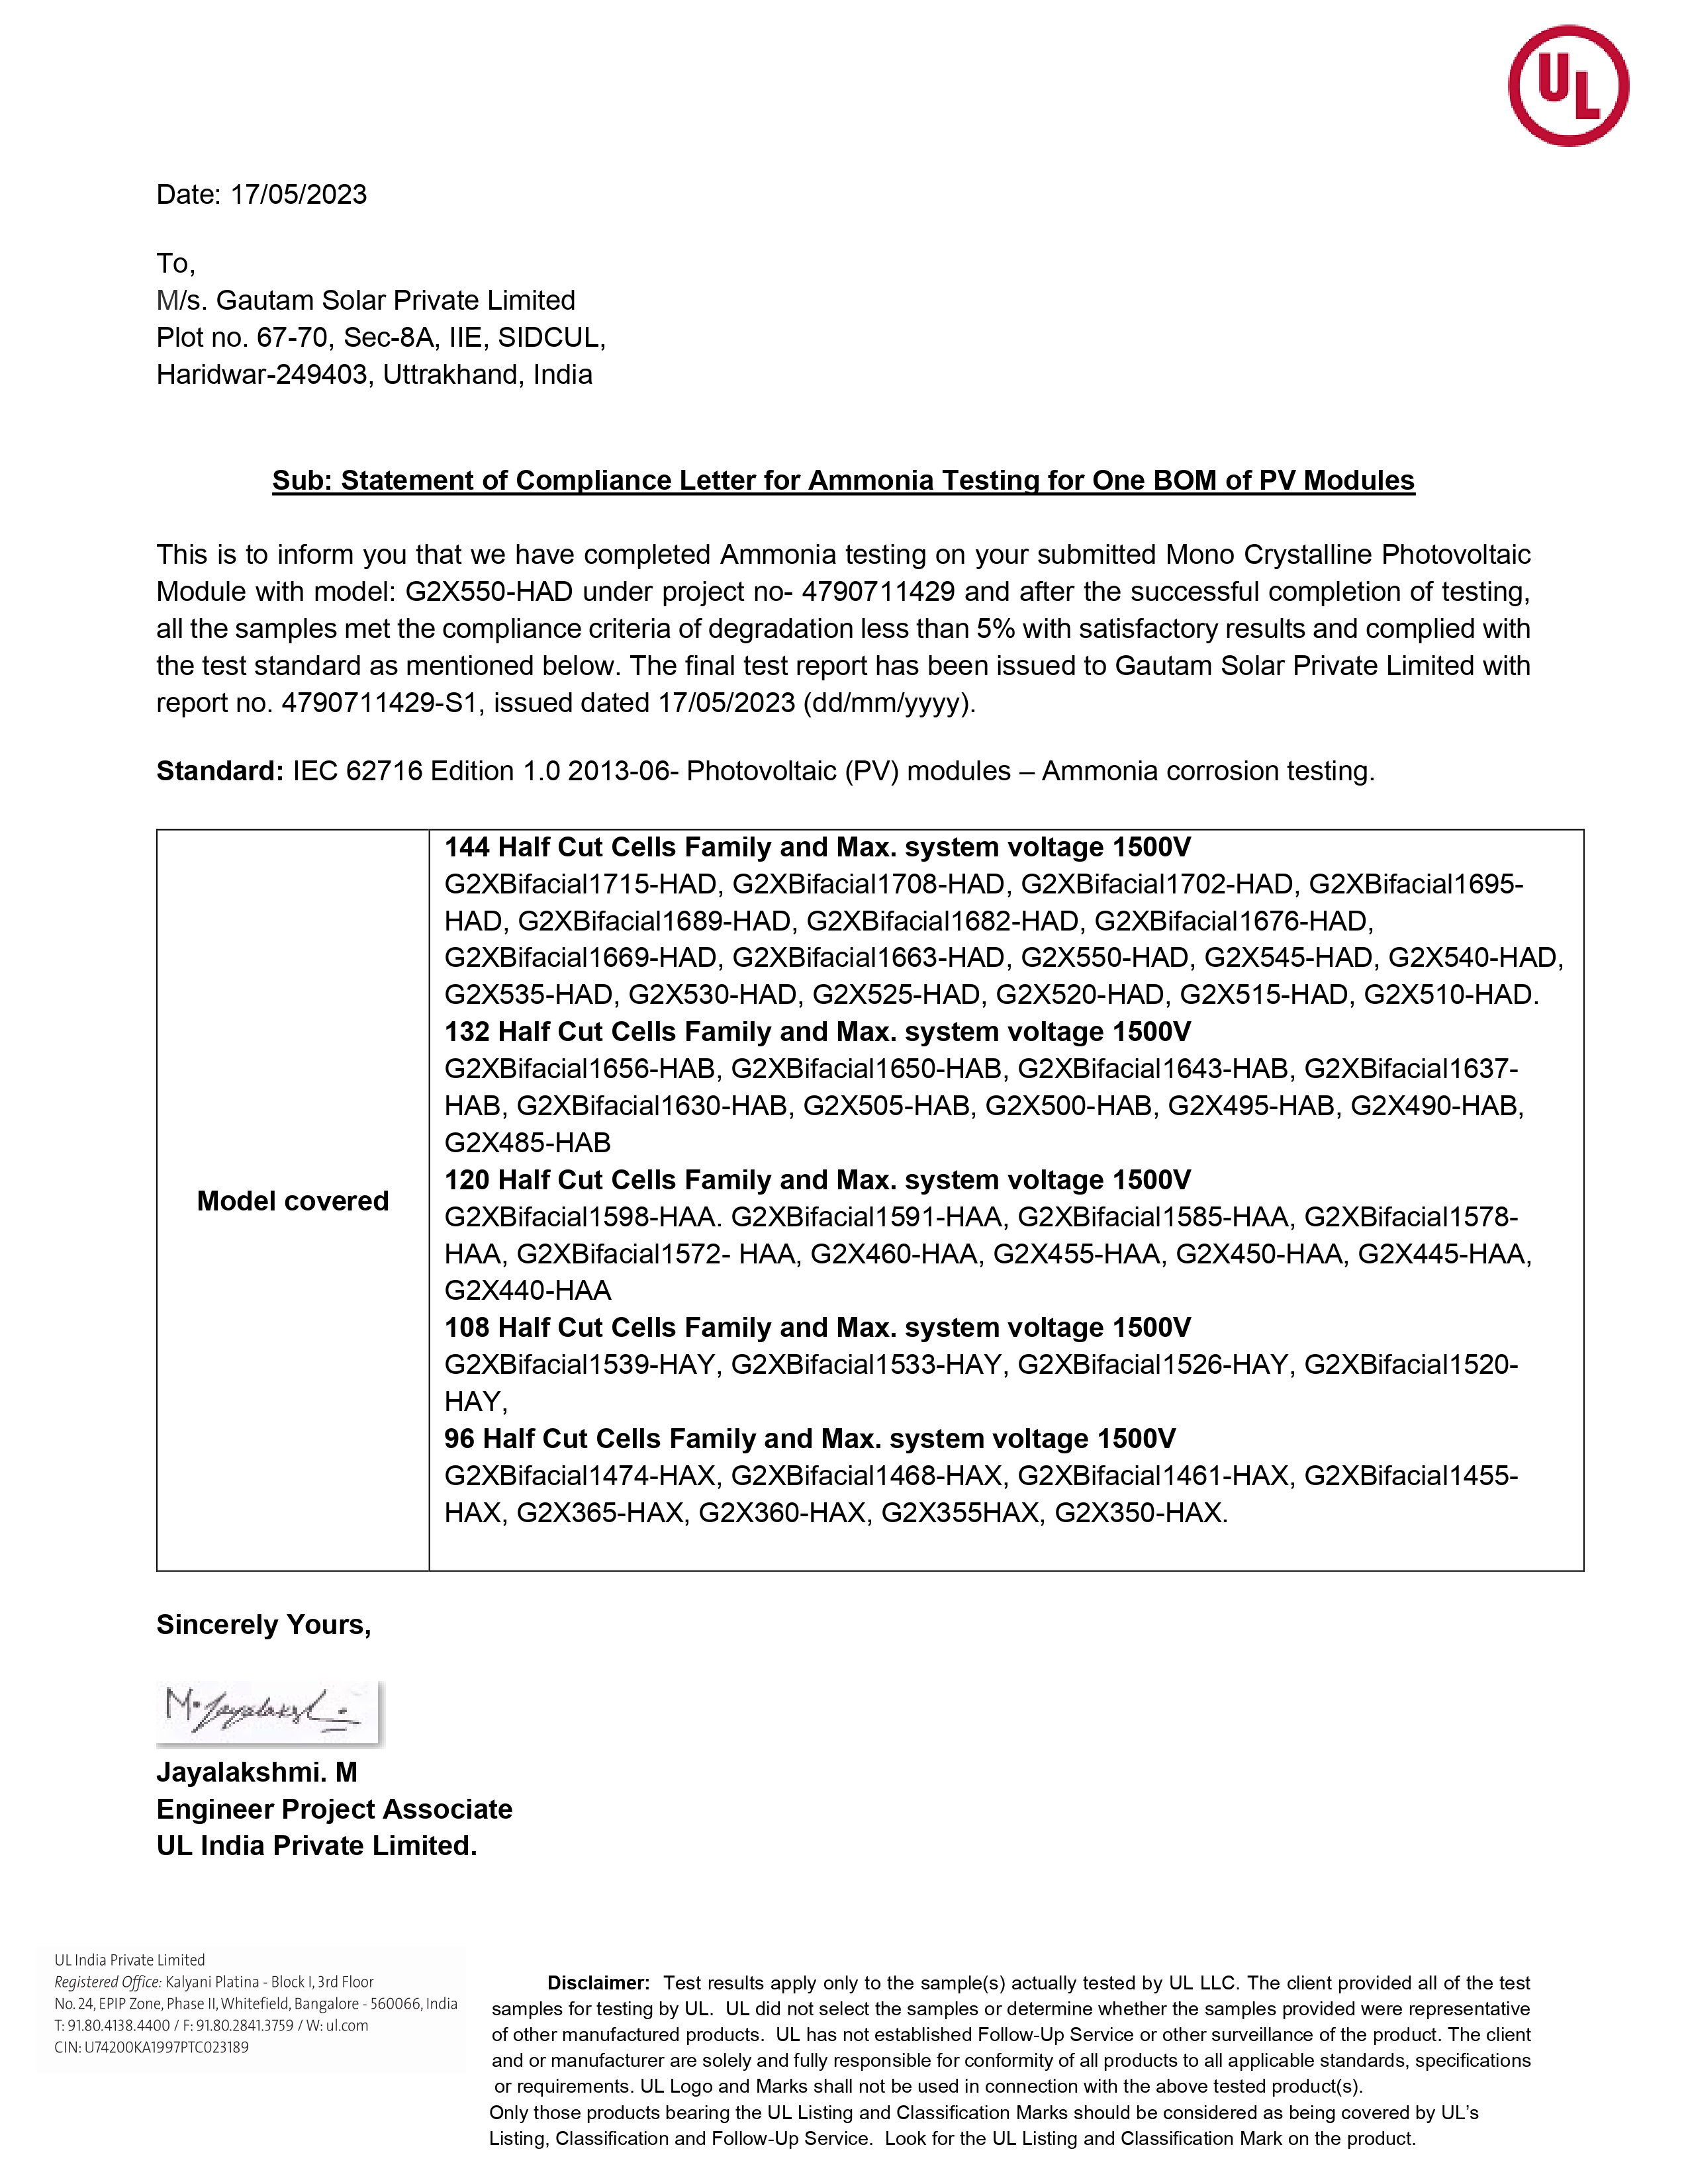 UL
Date: 17/05/2023
To,
M/s. Gautam Solar Private Limited
Plot no. 67-70, Sec-8A, IIE, SIDCUL,
Haridwar-249403, Uttrakhand, India
Sub: Statement of Compliance Letter for Ammonia Testing for One BOM of PV Modules
This is to inform you that we have completed Ammonia testing on your submitted Mono Crystalline Photovoltaic
Module with model: G2X550-HAD under project no- 4790711429 and after the successful completion of testing,
all the samples met the compliance criteria of degradation less than 5% with satisfactory results and complied with
the test standard as mentioned below. The final test report has been issued to Gautam Solar Private Limited with
report no. 4790711429-S1, issued dated 17/05/2023 (dd/mm/yyyy).
Standard: IEC 62716 Edition 1.0 2013-06- Photovoltaic (PV) modules – Ammonia corrosion testing.
Model covered
144 Half Cut Cells Family and Max. system voltage 1500V
G2XBifacial1715-HAD, G2XBifacial1708-HAD, G2XBifacial1702-HAD, G2XBifacial1695-
HAD, G2XBifacial1689-HAD, G2XBifacial1682-HAD, G2XBifacial1676-HAD,
G2XBifacial1669-HAD, G2XBifacial1663-HAD, G2X550-HAD, G2X545-HAD, G2X540-HAD,
G2X535-HAD, G2X530-HAD, G2X525-HAD, G2X520-HAD, G2X515-HAD, G2X510-HAD.
132 Half Cut Cells Family and Max. system voltage 1500V
G2XBifacial1656-HAB, G2XBifacial1650-HAB, G2XBifacial1643-HAB, G2XBifacial1637-
HAB, G2XBifacial1630-HAB, G2X505-HAB, G2X500-HAB, G2X495-HAB, G2X490-HAB,
G2X485-HAB
120 Half Cut Cells Family and Max. system voltage 1500V
G2XBifacial1598-HAA. G2XBifacial1591-HAA, G2XBifacial1585-HAA, G2XBifacial1578-
HAA, G2XBifacial1572- HAA, G2X460-HAA, G2X455-HAA, G2X450-HAA, G2X445-HAA,
G2X440-HAA
108 Half Cut Cells Family and Max. system voltage 1500V
G2XBifacial1539-HAY, G2XBifacial1533-HAY, G2XBifacial1526-HAY, G2XBifacial1520-
HAY,
96 Half Cut Cells Family and Max. system voltage 1500V
G2XBifacial1474-HAX, G2XBifacial1468-HAX, G2XBifacial1461-HAX, G2XBifacial1455-
HAX, G2X365-HAX, G2X360-HAX, G2X355HAX, G2X350-HAX.
Sincerely Yours,
M. Jayalakshmi
Jayalakshmi. M
Engineer Project Associate
UL India Private Limited.
UL India Private Limited
Registered Office: Kalyani Platina - Block I, 3rd Floor
No. 24, EPIP Zone, Phase II, Whitefield, Bangalore - 560066, India
T: 91.80.4138.4400 / F: 91.80.2841.3759 / W: ul.com
CIN: U74200KA1997PTC023189
Disclaimer: Test results apply only to the sample(s) actually tested by UL LLC. The client provided all of the test
samples for testing by UL. UL did not select the samples or determine whether the samples provided were representative
of other manufactured products. UL has not established Follow-Up Service or other surveillance of the product. The client
and or manufacturer are solely and fully responsible for conformity of all products to all applicable standards, specifications
or requirements. UL Logo and Marks shall not be used in connection with the above tested product(s).
Only those products bearing the UL Listing and Classification Marks should be considered as being covered by UL’s
Listing, Classification and Follow-Up Service. Look for the UL Listing and Classification Mark on the product.